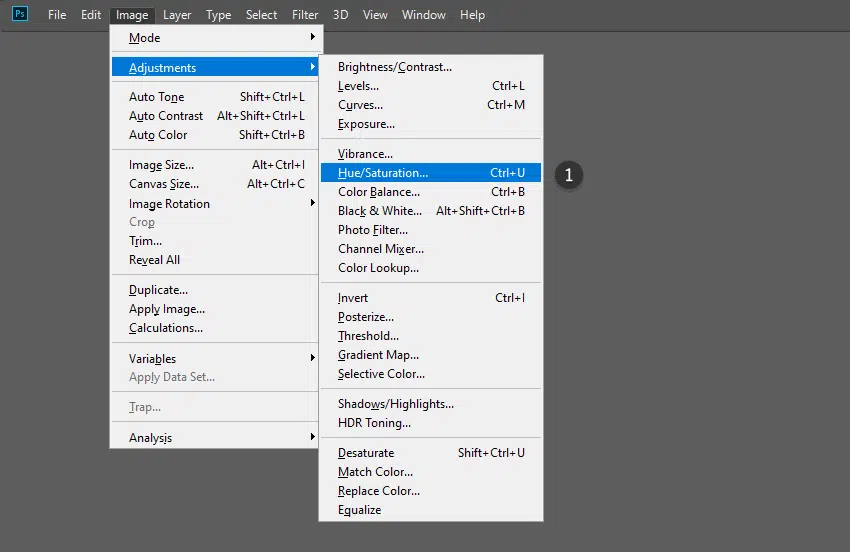 Ps File Edit Image Layer Type Select Filter 3D View Window Help
Mode
Adjustments
Auto Tone Shift+Ctrl+L
Auto Contrast Alt+Shift+Ctrl+L
Auto Color Shift+Ctrl+B
Image Size... Alt+Ctrl+I
Canvas Size... Alt+Ctrl+C
Image Rotation
Crop
Trim...
Reveal All
Duplicate...
Apply Image...
Calculations...
Variables
Apply Data Set...
Trap...
Analysis
Brightness/Contrast...
Levels... Ctrl+L
Curves... Ctrl+M
Exposure...
Vibrance...
Hue/Saturation... Ctrl+U
1
Color Balance... Ctrl+B
Black & White... Alt+Shift+Ctrl+B
Photo Filter...
Channel Mixer...
Color Lookup...
Invert Ctrl+I
Posterize...
Threshold...
Gradient Map...
Selective Color...
Shadows/Highlights...
HDR Toning...
Desaturate Shift+Ctrl+U
Match Color...
Replace Color...
Equalize